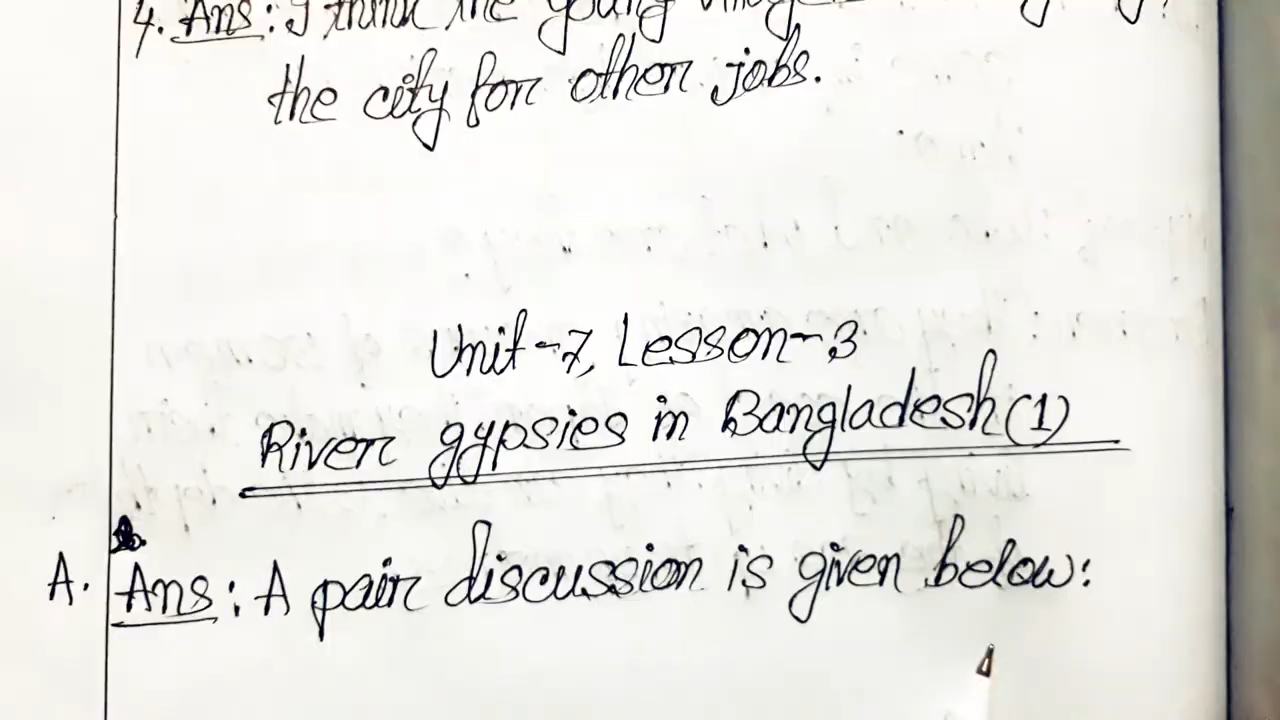 4. Ans: I think the young
the city for other jobs.
Unit-7, Lesson-3
River gypsies in Bangladesh (1)
A. Ans: A pair discussion is given below: